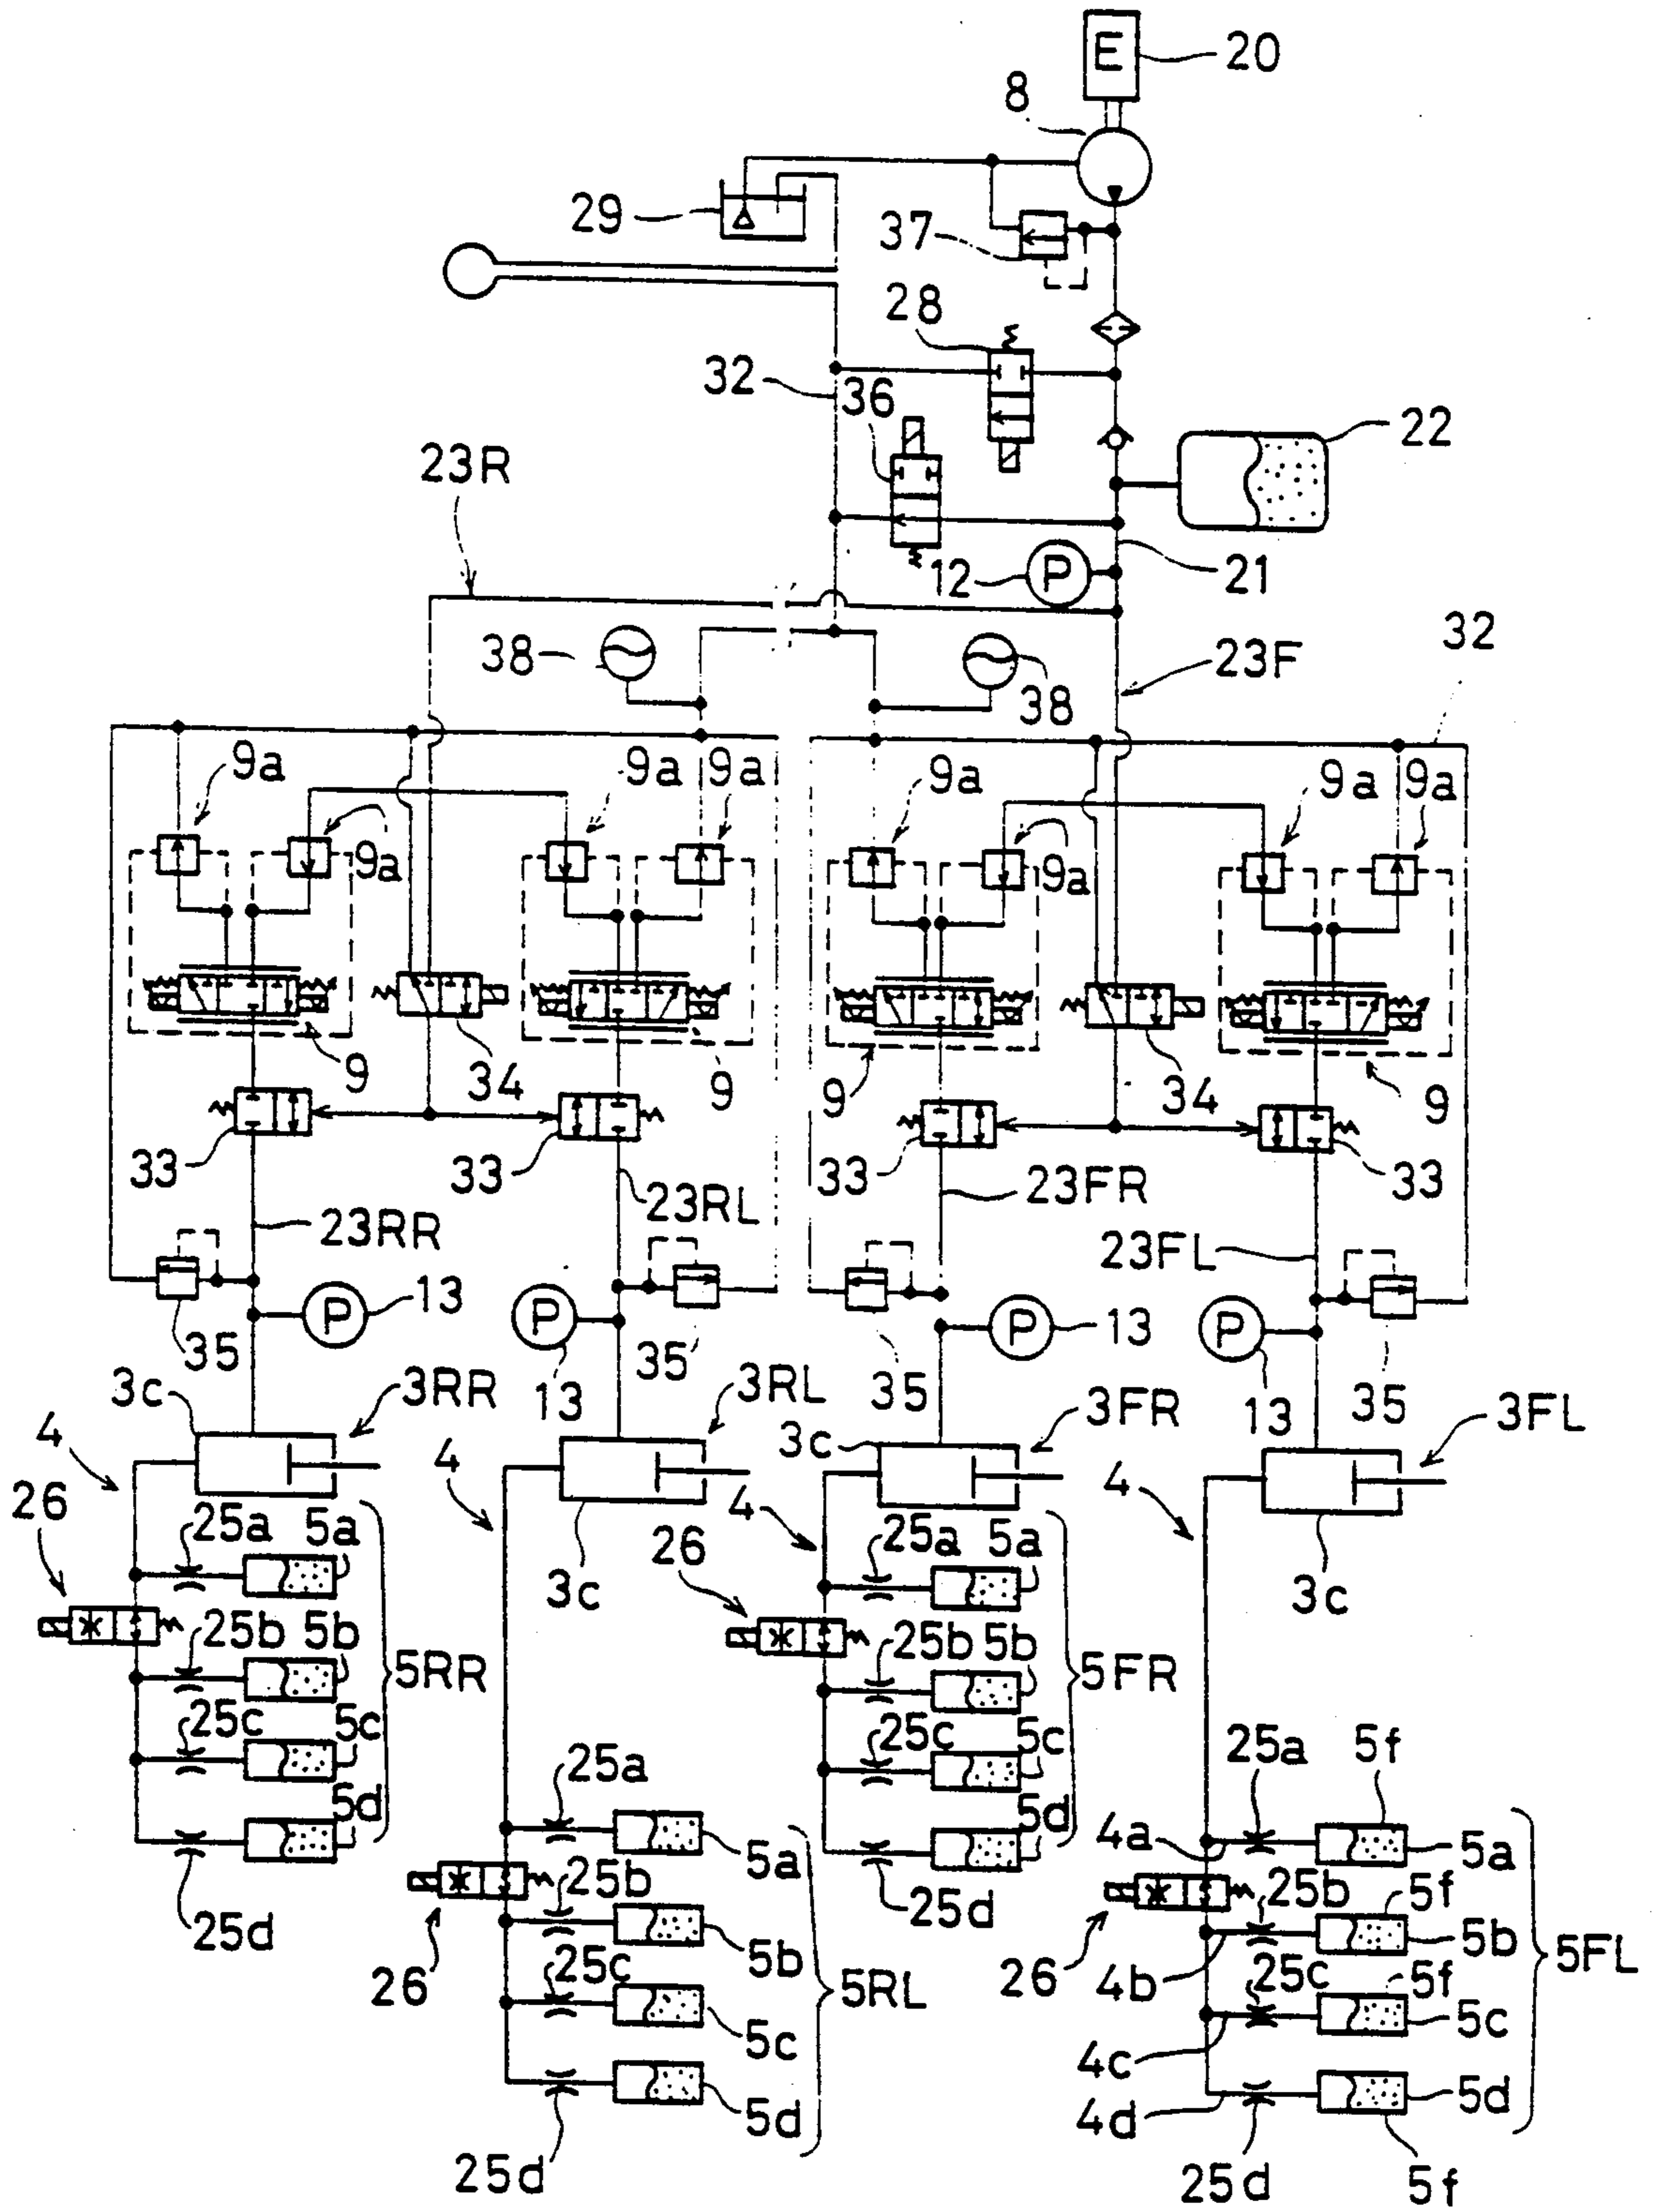 E 20
8
29
37
28
32 36
22
23R
12 P 21
38 38 23F 32
9a 9a 9a 9a 9a 9a
9a 9a
9 34 9 9 34 9
33 33 33 33
23RR 23RL 23FR 23FL
35 P 13 P 13 35 35 P 13 P 13 35
3c 3RR 3RL 3c 3FR 3FL
4 4 4 4
26 3c 26 3c
25a 5a 25a 5a
25b 5b 25b 5b
25c 5c 25c 5c
5d 5d
25d 25d
5RR 5FR
25a 25a 5f
5a 4a 5a
25b 25b 5f
26 5b 26 4b 5b
25c 25c 5f
5c 4c 5c
5d 4d 5d
25d 25d 5f
5RL 5FL